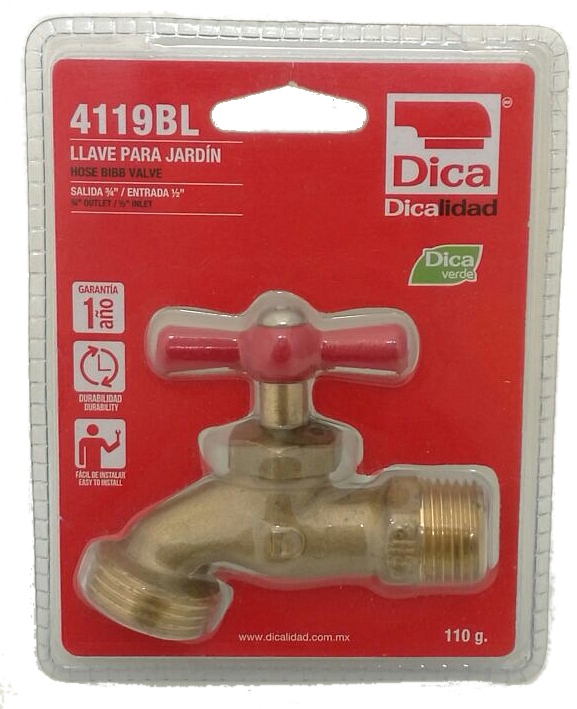 4119BL
LLAVE PARA JARDÍN
HOSE BIBB VALVE
SALIDA ¾" / ENTRADA ½"
¾" OUTLET / ½" INLET
Dica
Dicalidad
Dica
verde
GARANTÍA
1 año
DURABILIDAD
DURABILITY
FÁCIL DE INSTALAR
EASY TO INSTALL
D
www.dicalidad.com.mx
110 g.